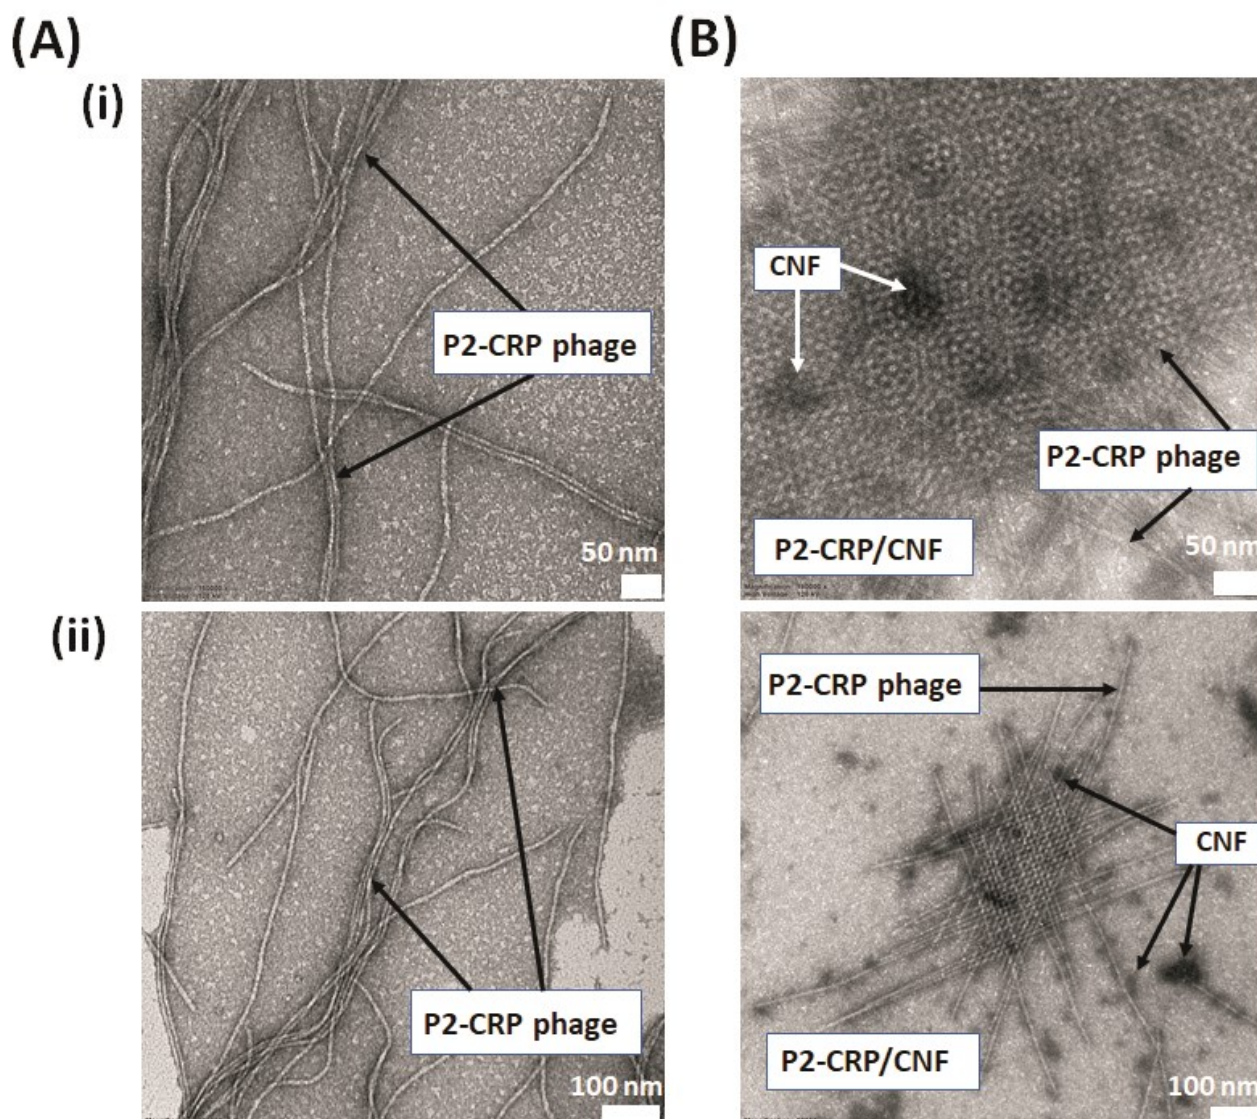 (A)
(B)
(i)
CNF
P2-CRP phage
P2-CRP phage
P2-CRP/CNF
50 nm
50 nm
(ii)
P2-CRP phage
CNF
P2-CRP phage
P2-CRP/CNF
100 nm
100 nm